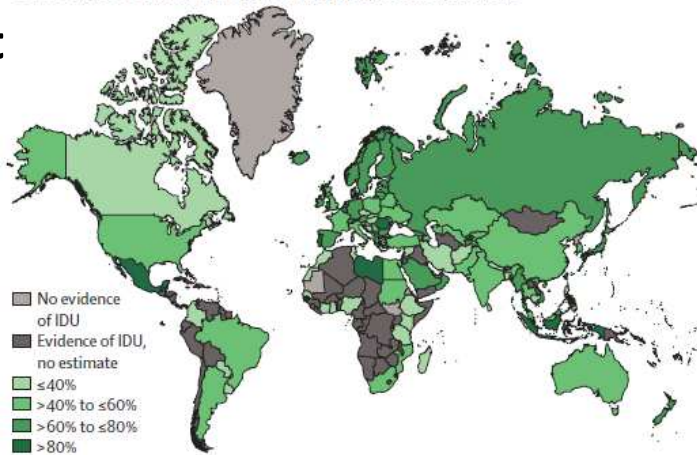 t
No evidence
of IDU
Evidence of IDU,
no estimate
≤40%
>40% to ≤60%
>60% to ≤80%
>80%